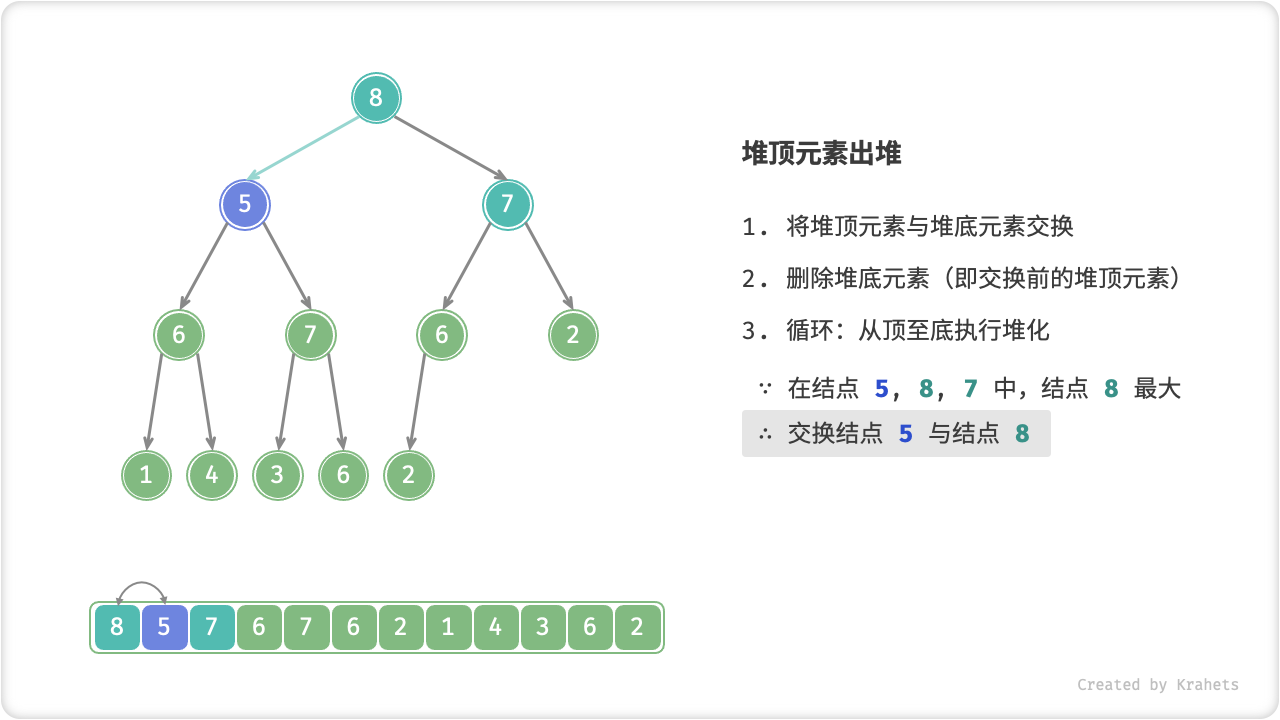 8
5 7
6 7 6 2
1 4 3 6 2
8 5 7 6 7 6 2 1 4 3 6 2
堆顶元素出堆
1. 将堆顶元素与堆底元素交换
2. 删除堆底元素（即交换前的堆顶元素）
3. 循环：从顶至底执行堆化
∵ 在结点 5, 8, 7 中，结点 8 最大
∴ 交换结点 5 与结点 8
Created by Krahets